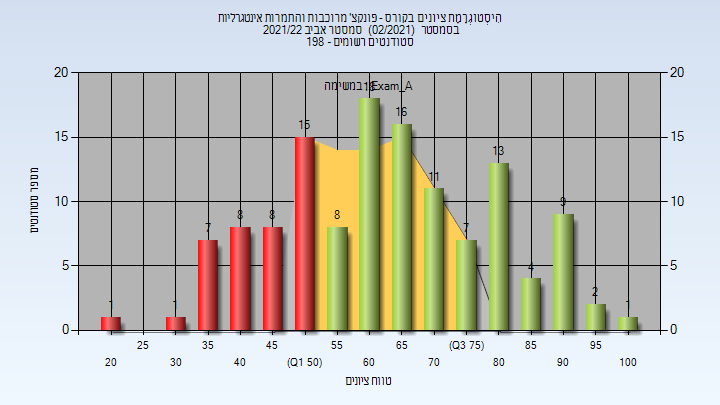 היסטוגרמת ציונים בקורס - פונקצ' מרוכבות והתמרות אינטגרליות
בסמסטר (02/2021) סמסטר אביב 2021/22
סטודנטים רשומים - 198
במשימה: Exam_A
מספר סטודנטים
20 20
15 15
10 10
5 5
0 0
1 1 7 8 8 15 8 18 16 11 7 13 4 9 2 1
25 35 45 55 65 (Q3 75) 85 95
20 30 40 (Q1 50) 60 70 80 90 100
טווח ציונים